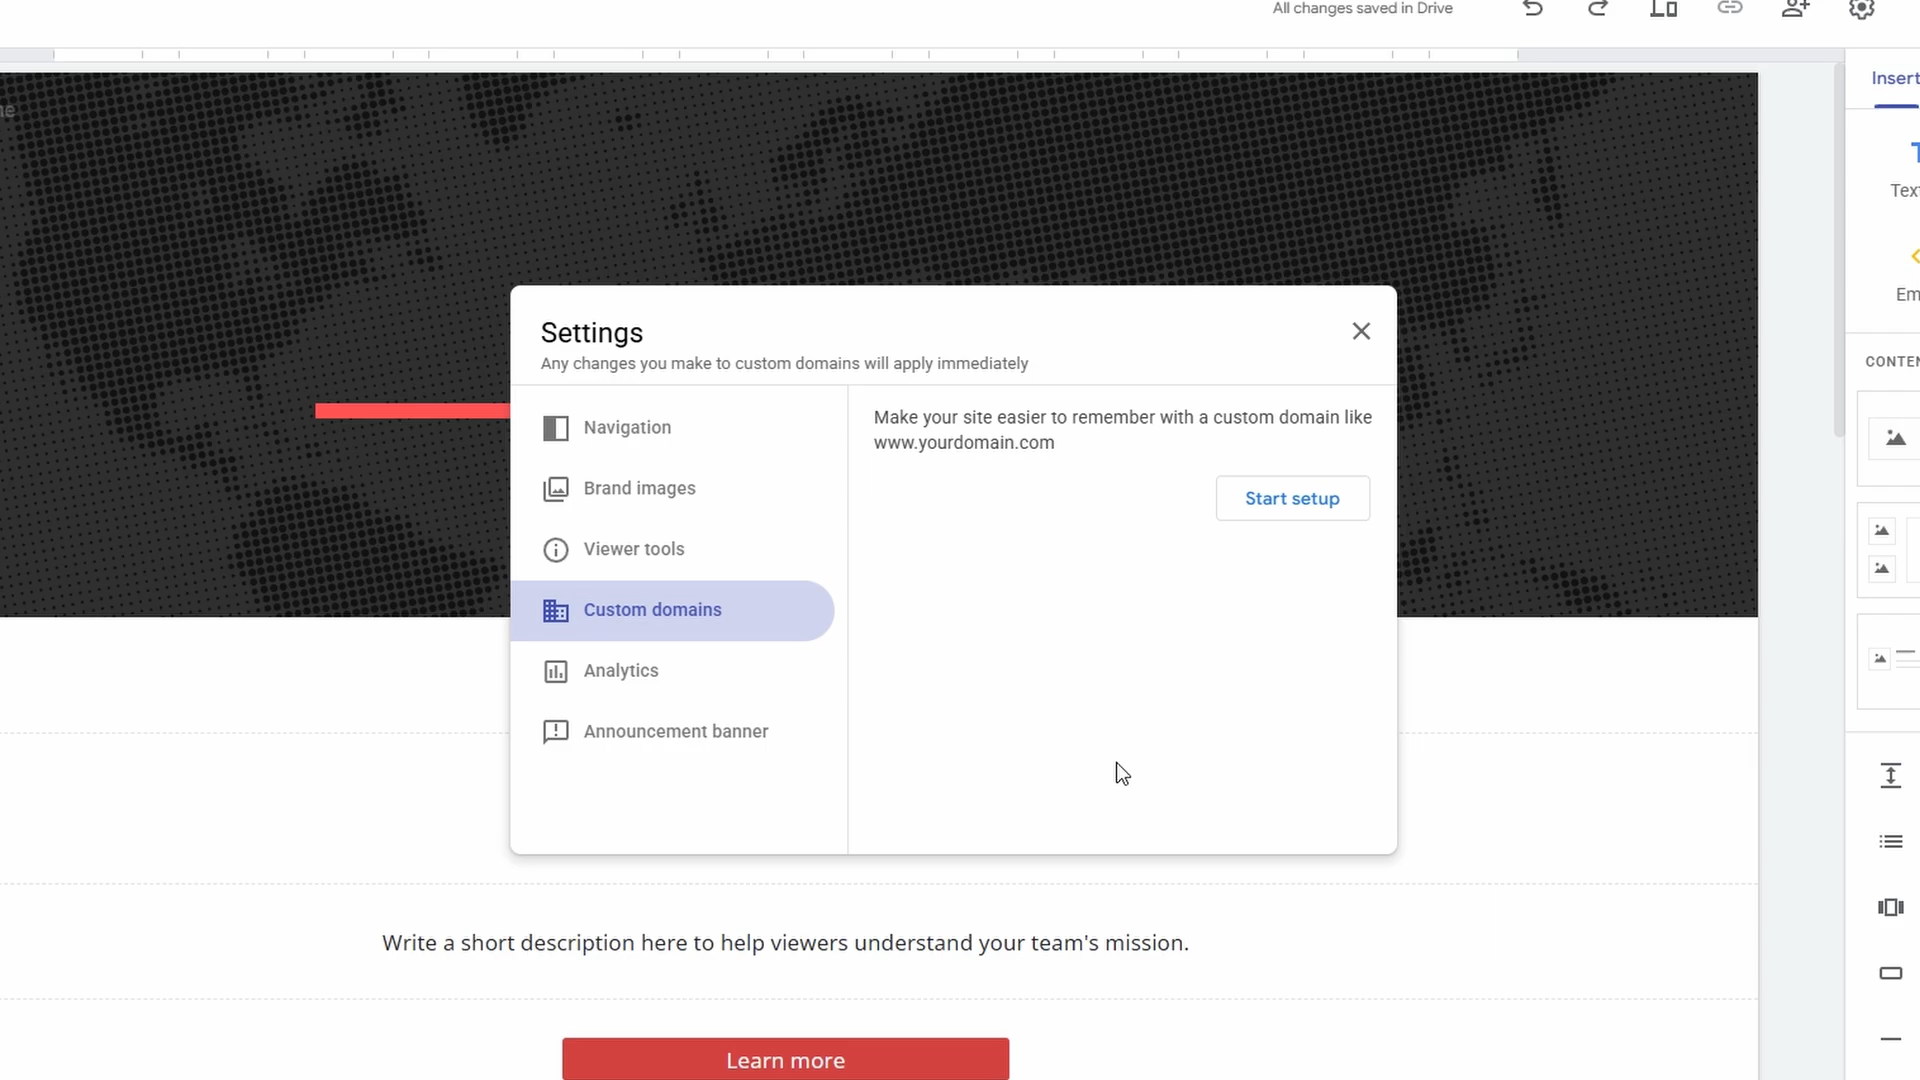 All changes saved in Drive
Insert
Settings
Any changes you make to custom domains will apply immediately
Navigation
Brand images
Viewer tools
Custom domains
Analytics
Announcement banner
Make your site easier to remember with a custom domain like
www.yourdomain.com
Start setup
Text
Em
CONTEN
Write a short description here to help viewers understand your team's mission.
Learn more